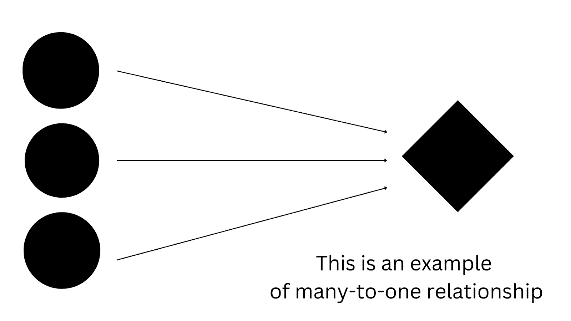 This is an example
of many-to-one relationship